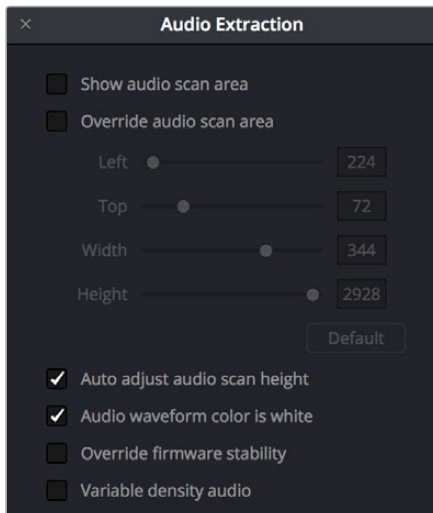 Audio Extraction
Show audio scan area
Override audio scan area
Left 224
Top 72
Width 344
Height 2928
Default
Auto adjust audio scan height
Audio waveform color is white
Override firmware stability
Variable density audio